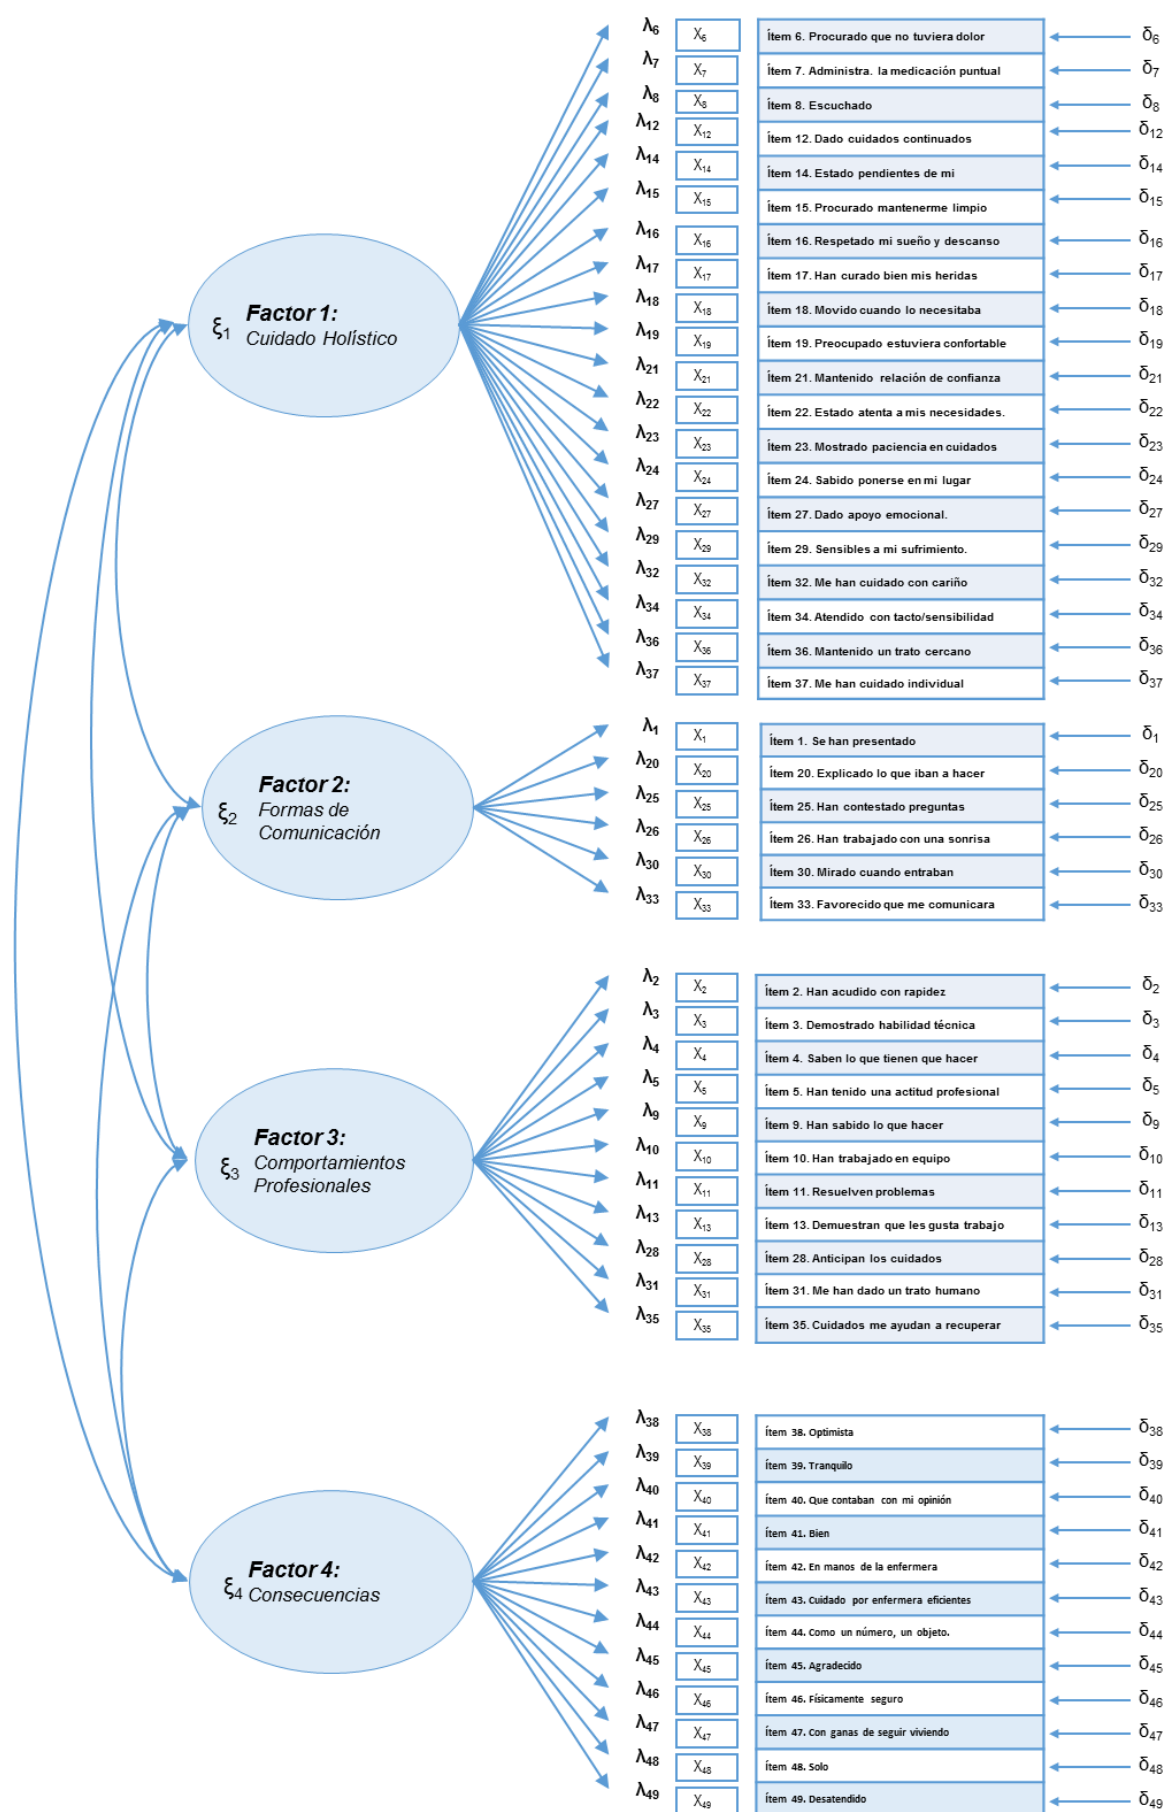 λ6 X6 Ítem 6. Procurado que no tuviera dolor δ6
λ7 X7 Ítem 7. Administra. la medicación puntual δ7
λ8 X8 Ítem 8. Escuchado δ8
λ12 X12 Ítem 12. Dado cuidados continuados δ12
λ14 X14 Ítem 14. Estado pendientes de mi δ14
λ15 X15 Ítem 15. Procurado mantenerme limpio δ15
λ16 X16 Ítem 16. Respetado mi sueño y descanso δ16
λ17 X17 Ítem 17. Han curado bien mis heridas δ17
λ18 X18 Ítem 18. Movido cuando lo necesitaba δ18
λ19 X19 Ítem 19. Preocupado estuviera confortable δ19
λ21 X21 Ítem 21. Mantenido relación de confianza δ21
λ22 X22 Ítem 22. Estado atenta a mis necesidades. δ22
λ23 X23 Ítem 23. Mostrado paciencia en cuidados δ23
λ24 X24 Ítem 24. Sabido ponerse en mi lugar δ24
λ27 X27 Ítem 27. Dado apoyo emocional. δ27
λ29 X29 Ítem 29. Sensibles a mi sufrimiento. δ29
λ32 X32 Ítem 32. Me han cuidado con cariño δ32
λ34 X34 Ítem 34. Atendido con tacto/sensibilidad δ34
λ36 X36 Ítem 36. Mantenido un trato cercano δ36
λ37 X37 Ítem 37. Me han cuidado individual δ37
ξ1
Factor 1:
Cuidado Holístico
λ1 X1 Ítem 1. Se han presentado δ1
λ20 X20 Ítem 20. Explicado lo que iban a hacer δ20
λ25 X25 Ítem 25. Han contestado preguntas δ25
λ26 X26 Ítem 26. Han trabajado con una sonrisa δ26
λ30 X30 Ítem 30. Mirado cuando entraban δ30
λ33 X33 Ítem 33. Favorecido que me comunicara δ33
ξ2
Factor 2:
Formas de
Comunicación
λ2 X2 Ítem 2. Han acudido con rapidez δ2
λ3 X3 Ítem 3. Demostrado habilidad técnica δ3
λ4 X4 Ítem 4. Saben lo que tienen que hacer δ4
λ5 X5 Ítem 5. Han tenido una actitud profesional δ5
λ9 X9 Ítem 9. Han sabido lo que hacer δ9
λ10 X10 Ítem 10. Han trabajado en equipo δ10
λ11 X11 Ítem 11. Resuelven problemas δ11
λ13 X13 Ítem 13. Demuestran que les gusta trabajo δ13
λ28 X28 Ítem 28. Anticipan los cuidados δ28
λ31 X31 Ítem 31. Me han dado un trato humano δ31
λ35 X35 Ítem 35. Cuidados me ayudan a recuperar δ35
ξ3
Factor 3:
Comportamientos
Profesionales
λ38 X38 Ítem 38. Optimista δ38
λ39 X39 Ítem 39. Tranquilo δ39
λ40 X40 Ítem 40. Que contaban con mi opinión δ40
λ41 X41 Ítem 41. Bien δ41
λ42 X42 Ítem 42. En manos de la enfermera δ42
λ43 X43 Ítem 43. Cuidado por enfermera eficientes δ43
λ44 X44 Ítem 44. Como un número, un objeto. δ44
λ45 X45 Ítem 45. Agradecido δ45
λ46 X46 Ítem 46. Físicamente seguro δ46
λ47 X47 Ítem 47. Con ganas de seguir viviendo δ47
λ48 X48 Ítem 48. Solo δ48
λ49 X49 Ítem 49. Desatendido δ49
ξ4
Factor 4:
Consecuencias